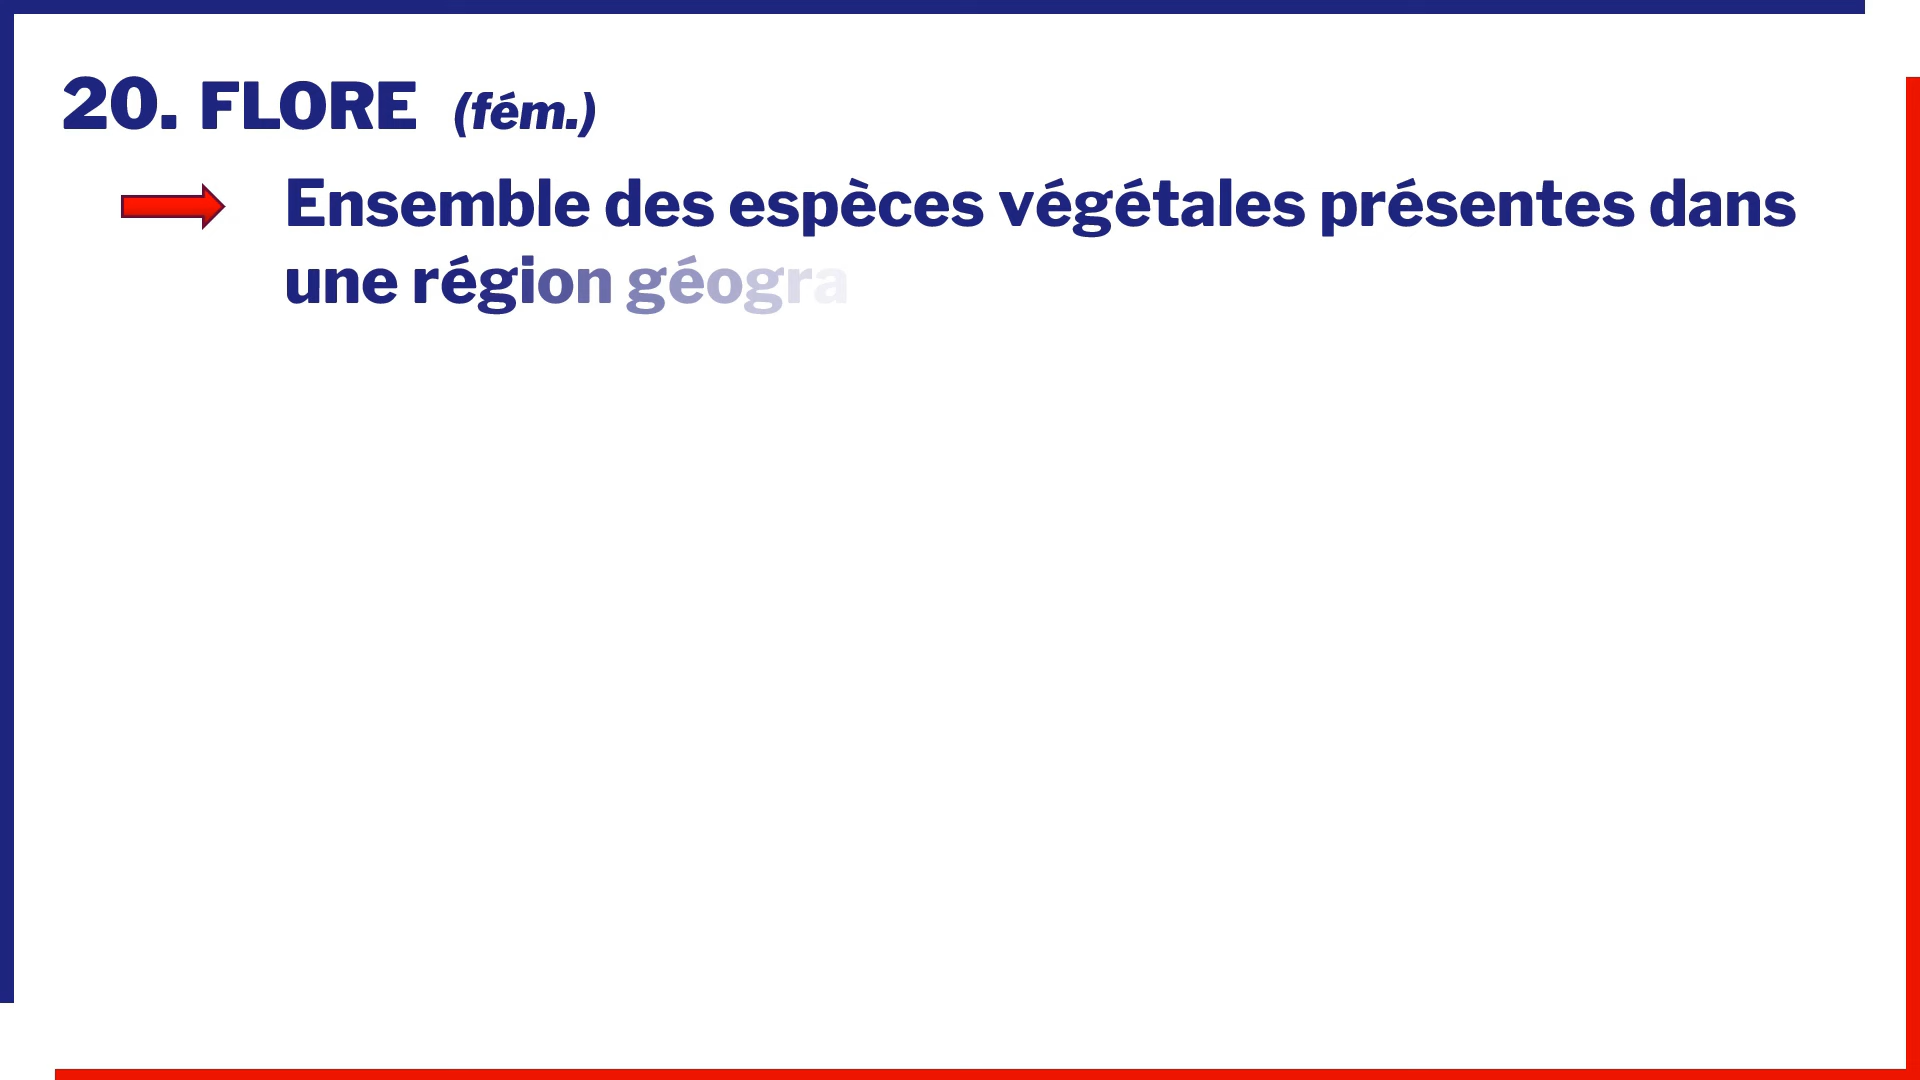 20. FLORE (fém.)
Ensemble des espèces végétales présentes dans
une région géogra